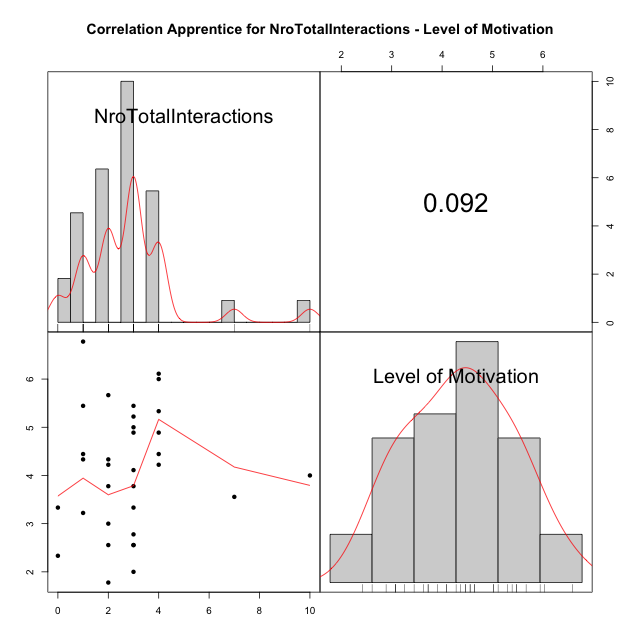 Correlation Apprentice for NroTotalInteractions - Level of Motivation
2 3 4 5 6
NroTotalInteractions
0.092
0 2 4 6 8 10
Level of Motivation
2 3 4 5 6
0 2 4 6 8 10